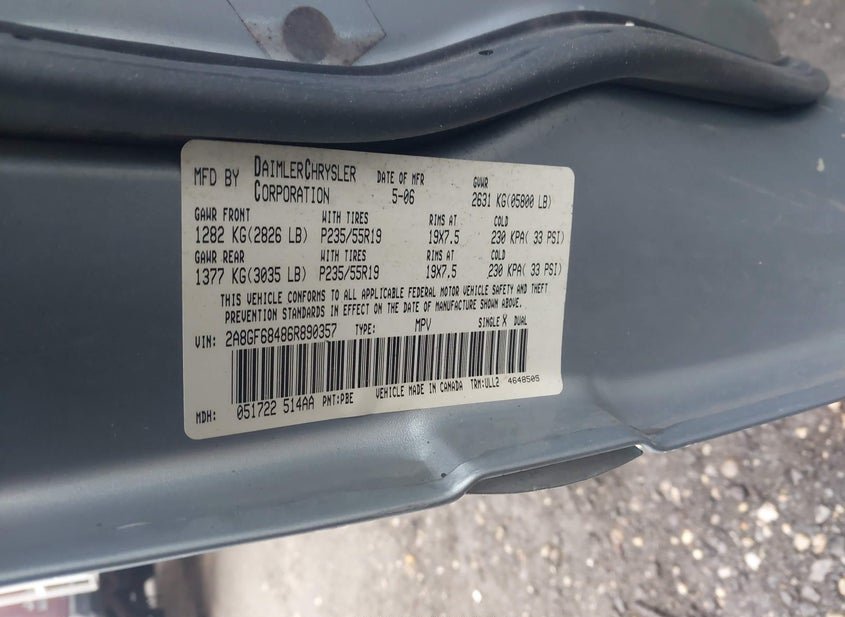 MFD BY DAIMLERCHRYSLER CORPORATION DATE OF MFR 5-06 GVWR 2631 KG(05800 LB)
GAWR FRONT WITH TIRES RIMS AT COLD
1282 KG(2826 LB) P235/55R19 19X7.5 230 KPA( 33 PSI)
GAWR REAR WITH TIRES RIMS AT COLD
1377 KG(3035 LB) P235/55R19 19X7.5 230 KPA( 33 PSI)
THIS VEHICLE CONFORMS TO ALL APPLICABLE FEDERAL MOTOR VEHICLE SAFETY AND THEFT
PREVENTION STANDARDS IN EFFECT ON THE DATE OF MANUFACTURE SHOWN ABOVE.
VIN: 2A8GF68486R890357 TYPE: MPV SINGLE X DUAL
VEHICLE MADE IN CANADA TRM:ULL2 4648505
MDH: 051722 514AA PNT:PBE